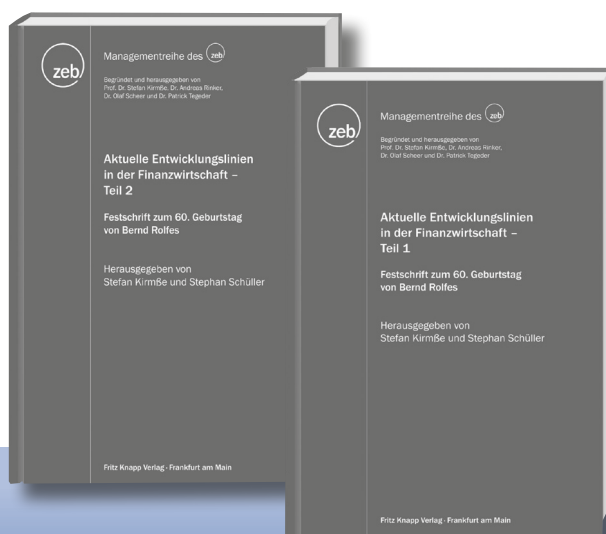 zeb
Managementreihe des zeb
Begründet und herausgegeben von
Prof. Dr. Stefan Kirmße, Dr. Andreas Rinker,
Dr. Olaf Scheer und Dr. Patrick Tegeder
Aktuelle Entwicklungslinien
in der Finanzwirtschaft –
Teil 2
Festschrift zum 60. Geburtstag
von Bernd Rolfes
Herausgegeben von
Stefan Kirmße und Stephan Schüller
Fritz Knapp Verlag · Frankfurt am Main
zeb
Managementreihe des zeb
Begründet und herausgegeben von
Prof. Dr. Stefan Kirmße, Dr. Andreas Rinker,
Dr. Olaf Scheer und Dr. Patrick Tegeder
Aktuelle Entwicklungslinien
in der Finanzwirtschaft –
Teil 1
Festschrift zum 60. Geburtstag
von Bernd Rolfes
Herausgegeben von
Stefan Kirmße und Stephan Schüller
Fritz Knapp Verlag · Frankfurt am Main